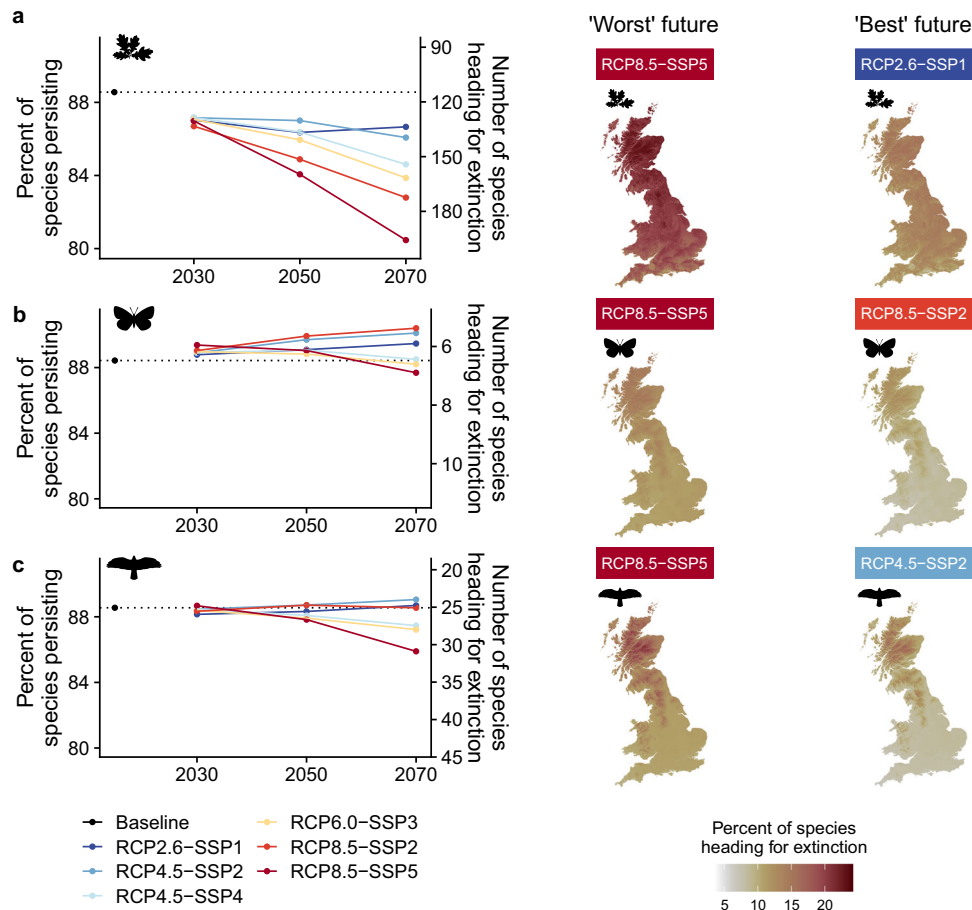 a
Percent of
species persisting
88
84
80
2030 2050 2070
90
120
150
180
Number of species
heading for extinction
'Worst' future
'Best' future
RCP8.5−SSP5
RCP2.6−SSP1
b
Percent of
species persisting
88
84
80
2030 2050 2070
6
8
10
Number of species
heading for extinction
RCP8.5−SSP5
RCP8.5−SSP2
c
Percent of
species persisting
88
84
80
2030 2050 2070
20
25
30
35
40
45
Number of species
heading for extinction
RCP8.5−SSP5
RCP4.5−SSP2
Baseline
RCP2.6−SSP1
RCP4.5−SSP2
RCP4.5−SSP4
RCP6.0−SSP3
RCP8.5−SSP2
RCP8.5−SSP5
Percent of species
heading for extinction
5 10 15 20